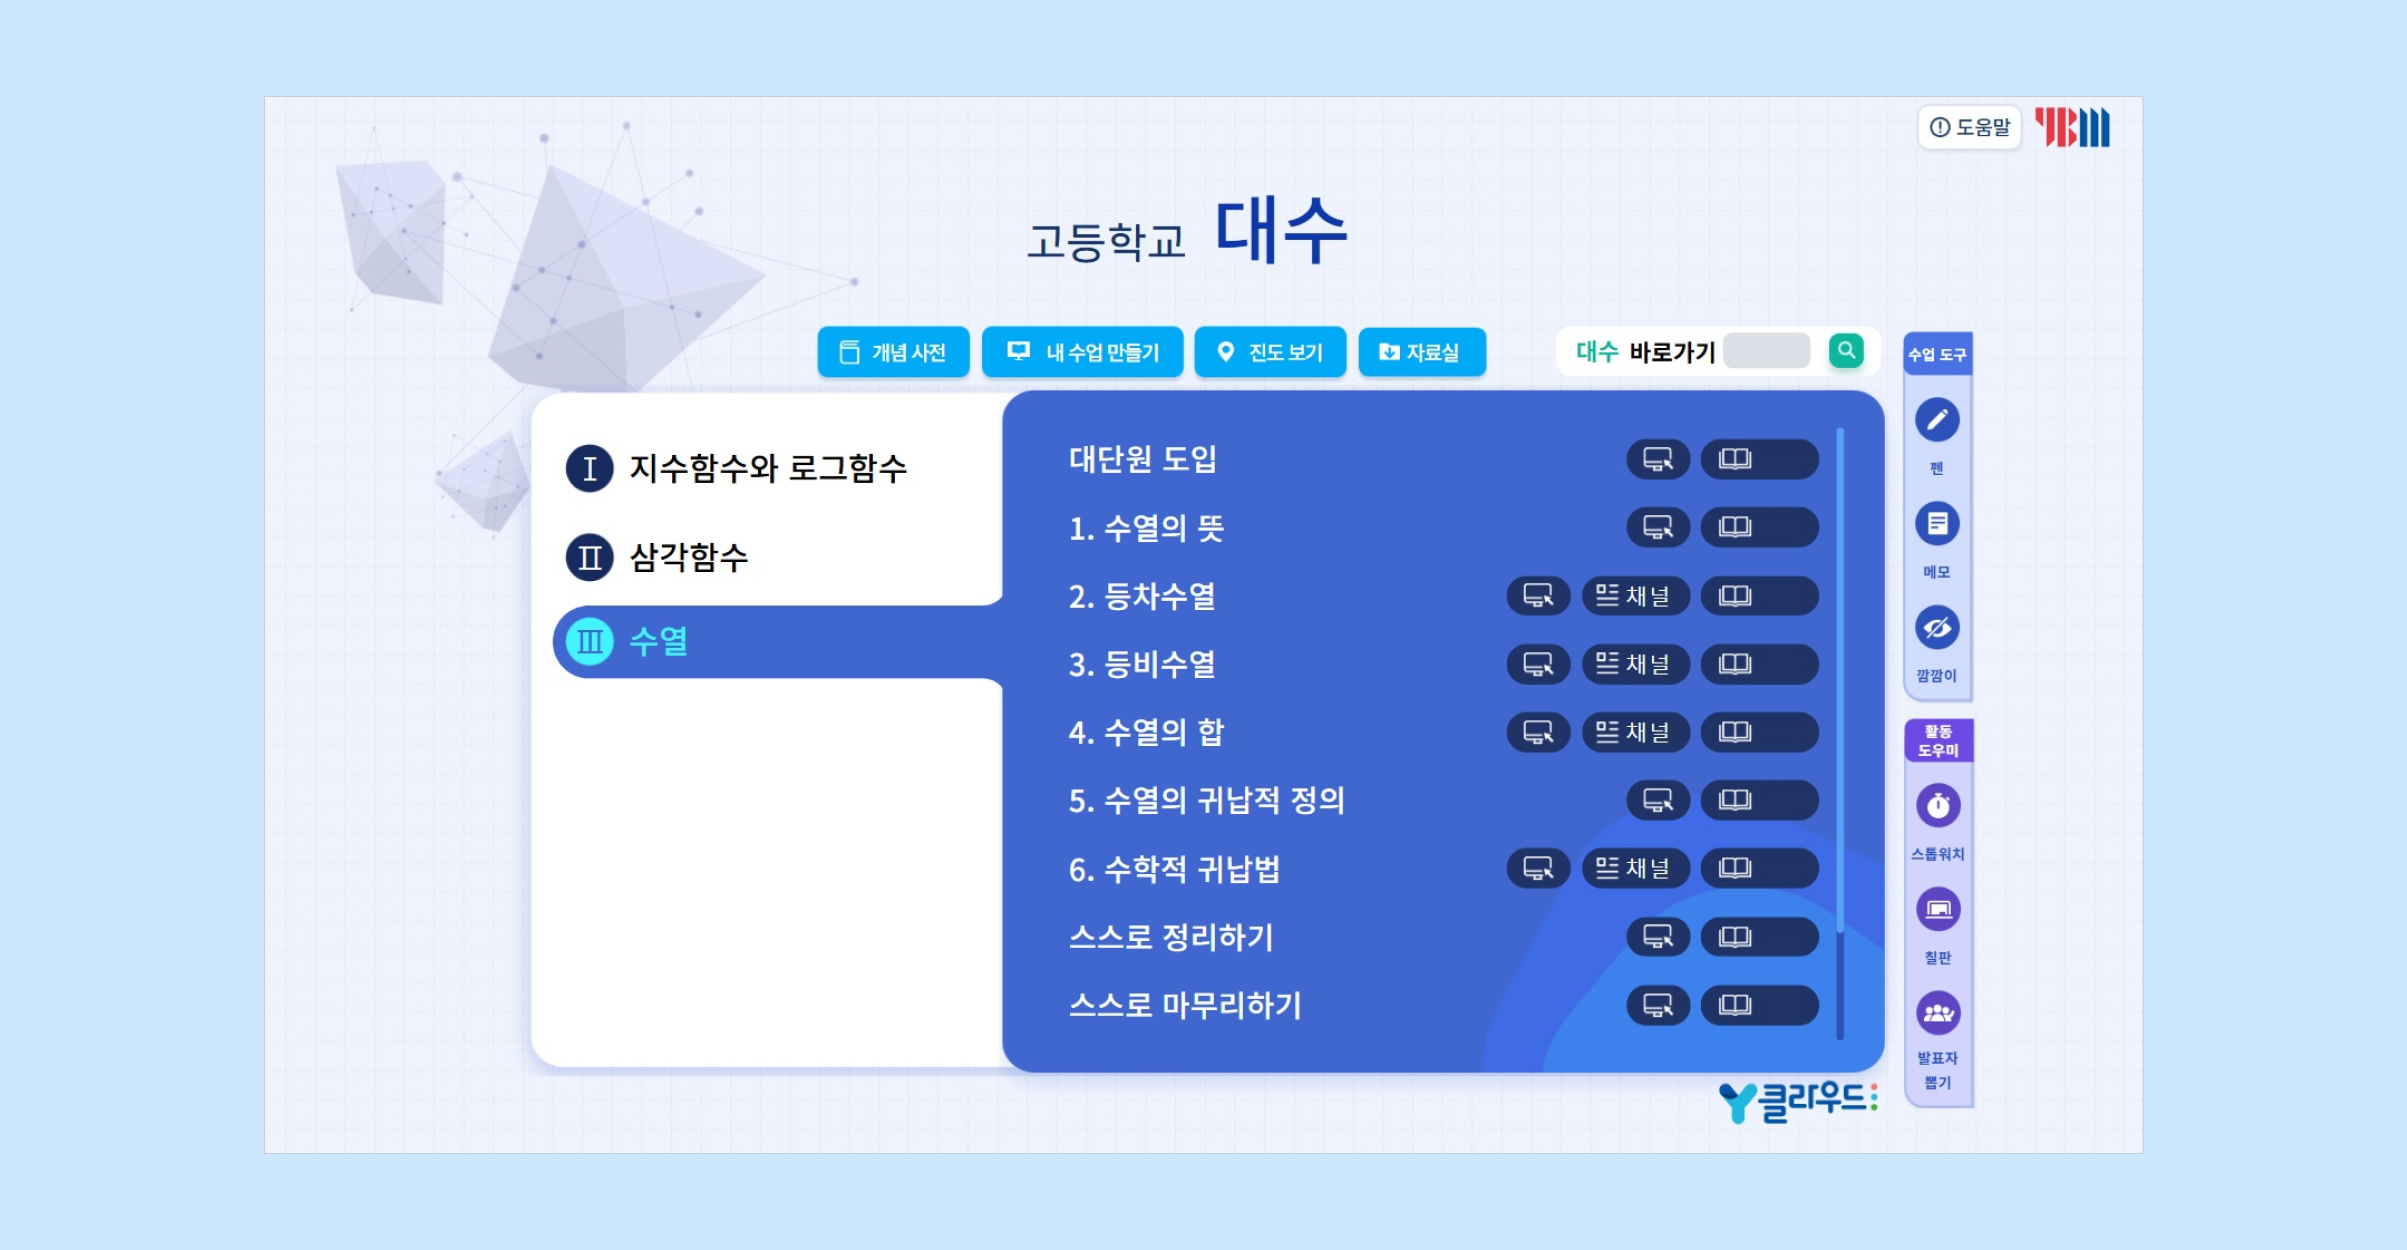 도움말
YBM
고등학교 대수
개념 사전
내 수업 만들기
진도 보기
자료실
대수 바로가기
Ⅰ 지수함수와 로그함수
Ⅱ 삼각함수
Ⅲ 수열
대단원 도입
1. 수열의 뜻
2. 등차수열
채널
3. 등비수열
채널
4. 수열의 합
채널
5. 수열의 귀납적 정의
6. 수학적 귀납법
채널
스스로 정리하기
스스로 마무리하기
수업 도구
펜
메모
깜깜이
활동
도우미
스톱워치
칠판
발표자
뽑기
Y클라우드